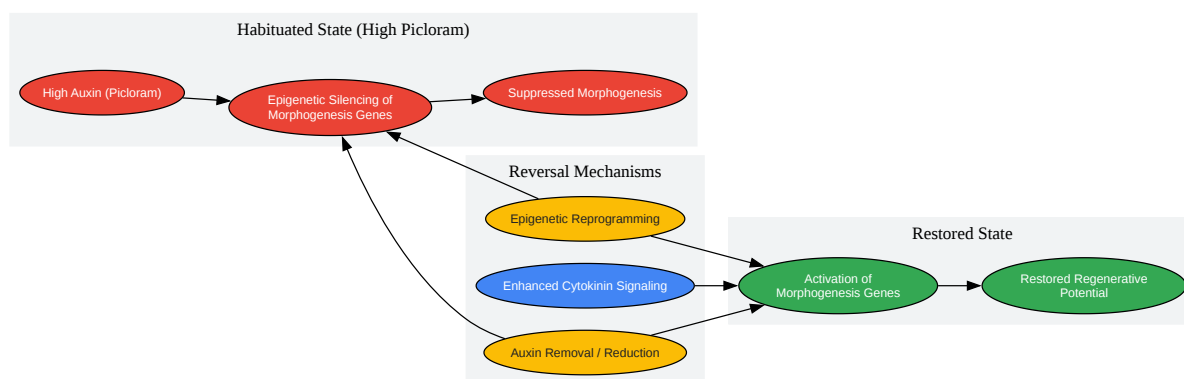 Habituated State (High Picloram)
High Auxin (Picloram)
Epigenetic Silencing of
Morphogenesis Genes
Suppressed Morphogenesis
Reversal Mechanisms
Epigenetic Reprogramming
Enhanced Cytokinin Signaling
Auxin Removal / Reduction
Restored State
Activation of
Morphogenesis Genes
Restored Regenerative
Potential